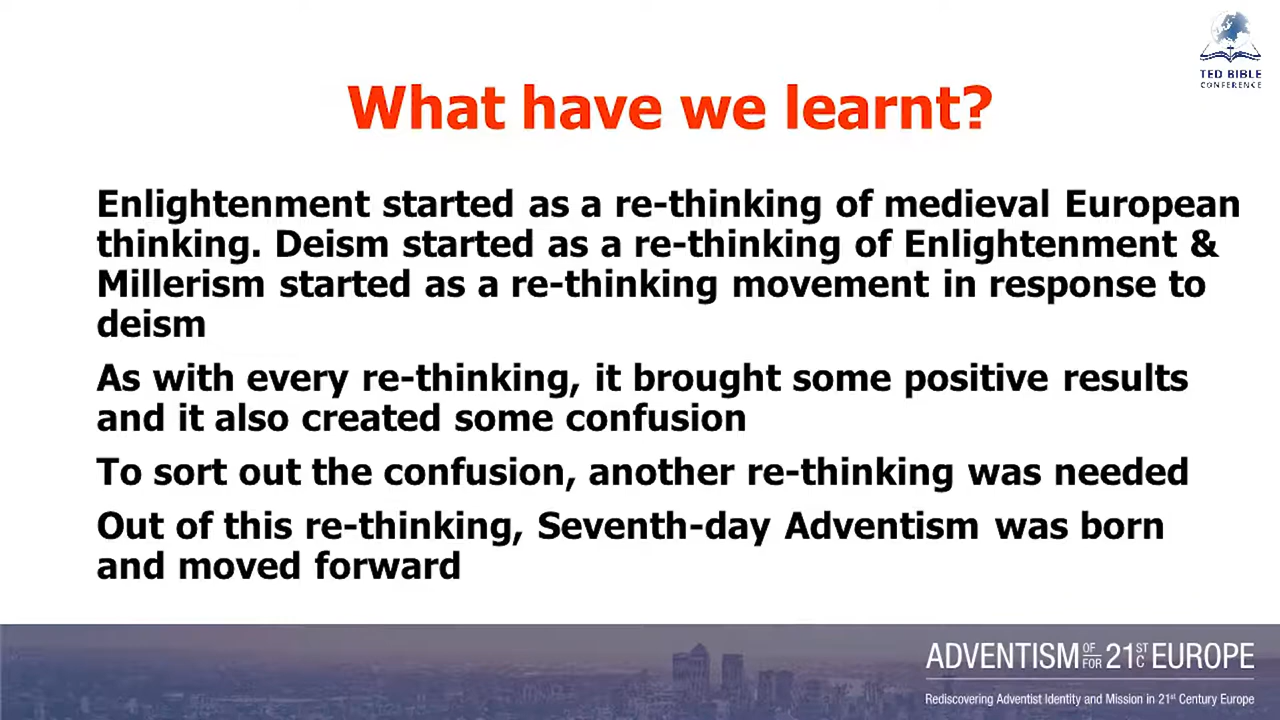 TED BIBLE
CONFERENCE
What have we learnt?
Enlightenment started as a re-thinking of medieval European
thinking. Deism started as a re-thinking of Enlightenment &
Millerism started as a re-thinking movement in response to
deism
As with every re-thinking, it brought some positive results
and it also created some confusion
To sort out the confusion, another re-thinking was needed
Out of this re-thinking, Seventh-day Adventism was born
and moved forward
ADVENTISM OF FOR 21 ST C EUROPE
Rediscovering Adventist Identity and Mission in 21st Century Europe